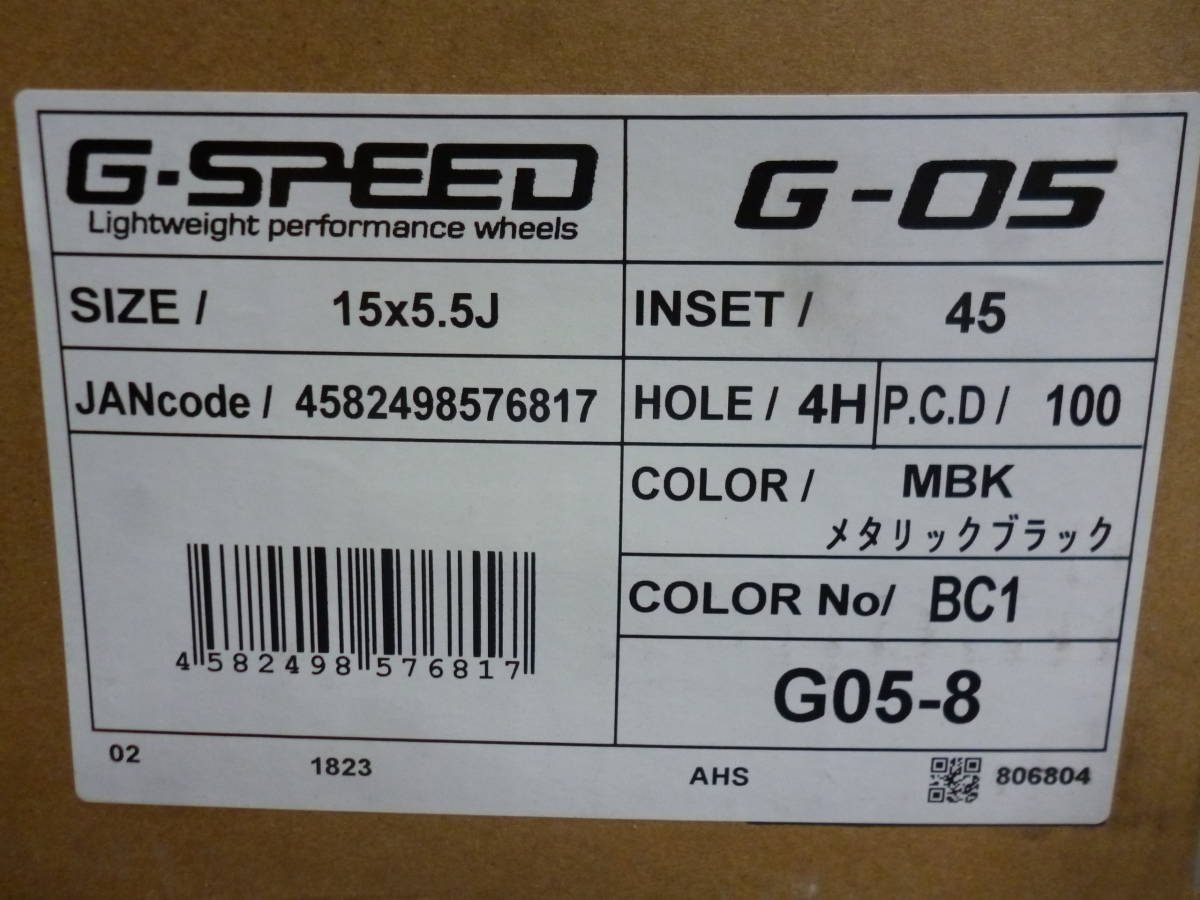 G-SPEED
Lightweight performance wheels
G-05
SIZE / 15x5.5J
INSET / 45
JANcode / 4582498576817
HOLE / 4H
P.C.D / 100
COLOR / MBK
メタリックブラック
COLOR No/ BC1
4 582498 576817
G05-8
02
1823
AHS
806804